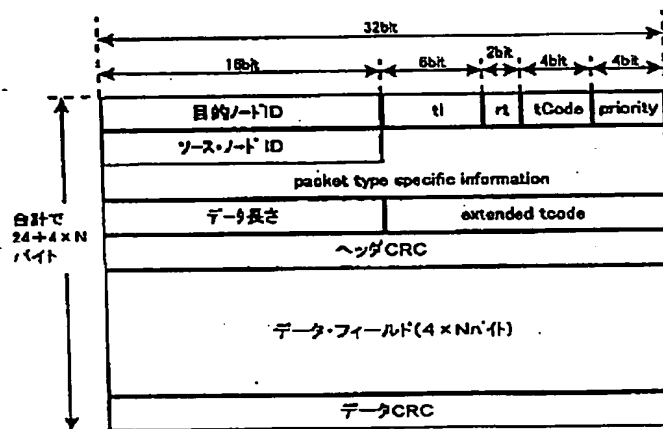 32bit
16bit 6bit 2bit 4bit 4bit
目的ノードID tl rt tCode priority
ソース・ノードID
packet type specific information
データ長さ extended tcode
ヘッダCRC
合計で
24+4×N
バイト
データ・フィールド(4×Nバイト)
データCRC